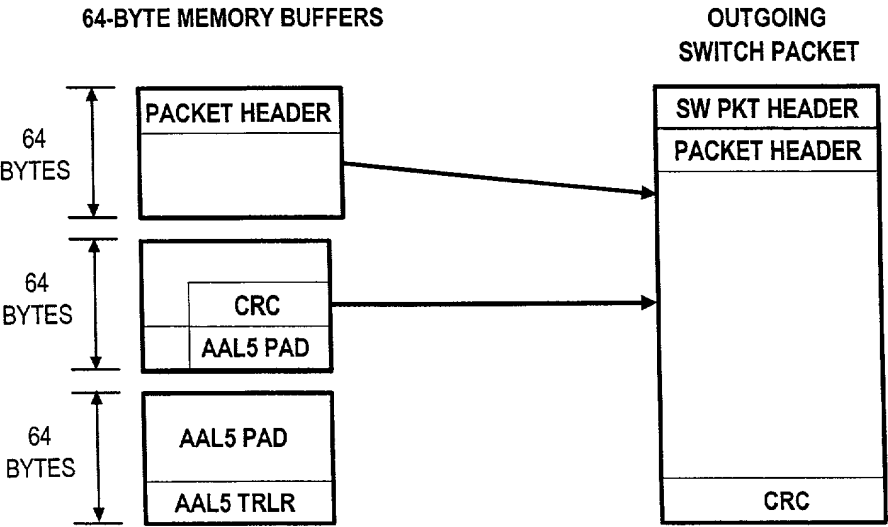 64-BYTE MEMORY BUFFERS
OUTGOING
SWITCH PACKET
64
BYTES
PACKET HEADER
SW PKT HEADER
PACKET HEADER
64
BYTES
CRC
AAL5 PAD
64
BYTES
AAL5 PAD
AAL5 TRLR
CRC